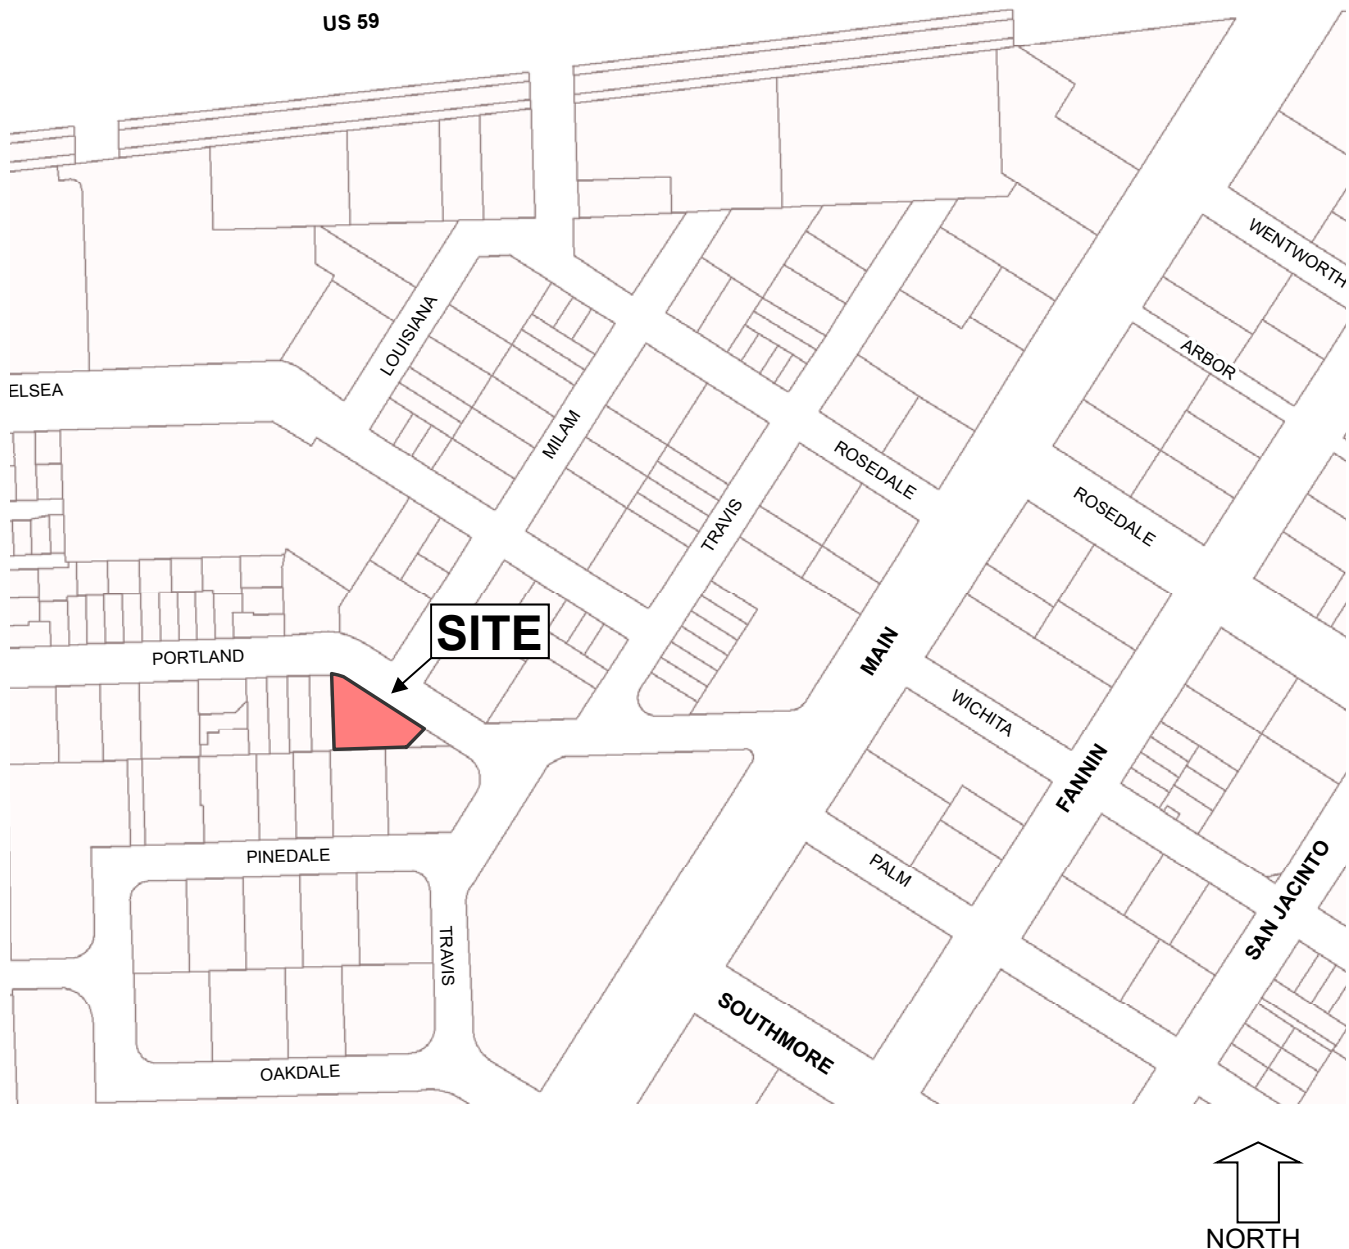 US 59
WENTWORTH
LOUISIANA
ARBOR
ELSEA
MILAM
ROSEDALE
ROSEDALE
TRAVIS
SITE
MAIN
PORTLAND
WICHITA
FANNIN
PINEDALE
PALM
SAN JACINTO
TRAVIS
SOUTHMORE
OAKDALE
NORTH